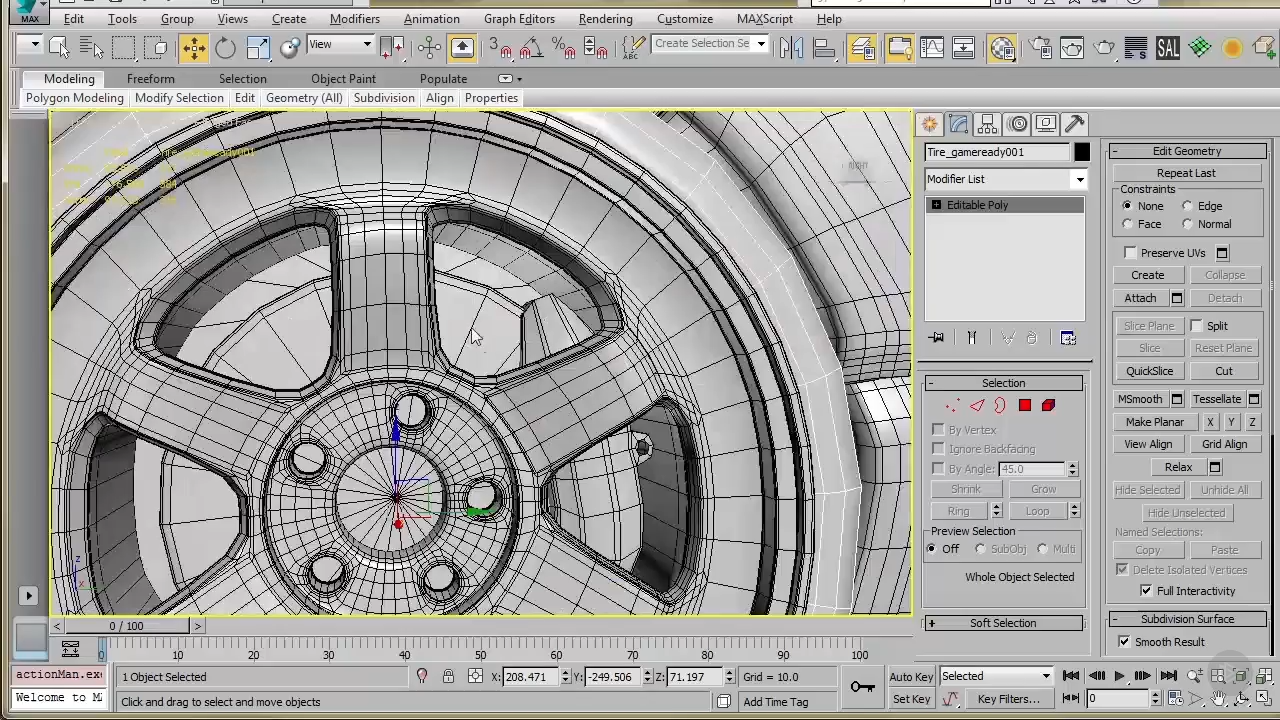 MAX
Edit Tools Group Views Create Modifiers Animation Graph Editors Rendering Customize MAXScript Help
View 3 Create Selection Se SAL
Modeling Freeform Selection Object Paint Populate
Polygon Modeling Modify Selection Edit Geometry (All) Subdivision Align Properties
RIGHT
Tire_gameready001
Modifier List
Editable Poly
Selection
By Vertex
Ignore Backfacing
By Angle: 45.0
Shrink Grow
Ring Loop
Preview Selection
Off SubObj Multi
Whole Object Selected
Soft Selection
Edit Geometry
Repeat Last
Constraints
None Edge
Face Normal
Preserve UVs
Create Collapse
Attach Detach
Slice Plane Split
Slice Reset Plane
QuickSlice Cut
MSmooth Tessellate
Make Planar X Y Z
View Align Grid Align
Relax
Hide Selected Unhide All
Hide Unselected
Named Selections:
Copy Paste
Delete Isolated Vertices
Full Interactivity
Subdivision Surface
Smooth Result
z
x
< 0 / 100 >
0 10 20 30 40 50 60 70 80 90 100
actionMan.exe 1 Object Selected X: 208.471 Y: -249.506 Z: 71.197 Grid = 10.0 Auto Key Selected
Welcome to M Click and drag to select and move objects Add Time Tag Set Key Key Filters... 0